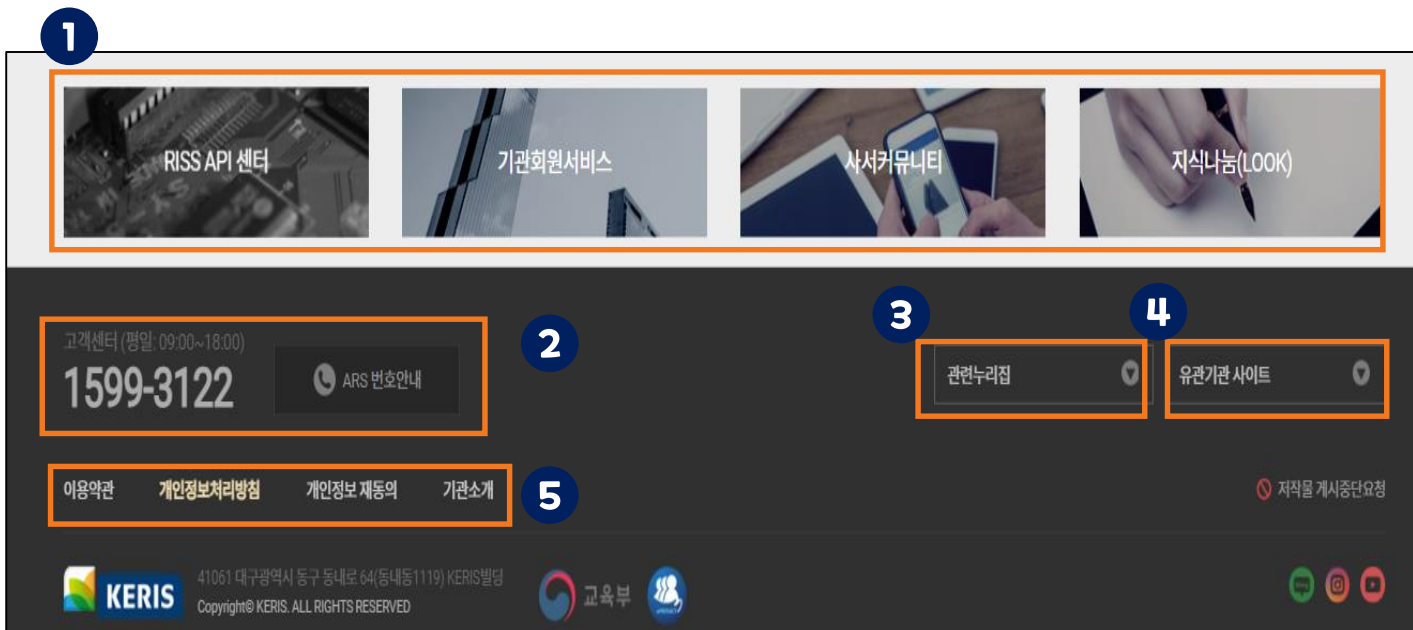 1
RISS API 센터
기관회원서비스
사서커뮤니티
지식나눔(LOOK)
고객센터 (평일: 09:00~18:00)
1599-3122
ARS 번호안내
2
3
관련누리집
4
유관기관 사이트
이용약관 개인정보처리방침 개인정보 재동의 기관소개
5
저작물 게시중단요청
KERIS
41061 대구광역시 동구 동내로 64(동내동1119) KERIS빌딩
Copyright© KERIS. ALL RIGHTS RESERVED
교육부